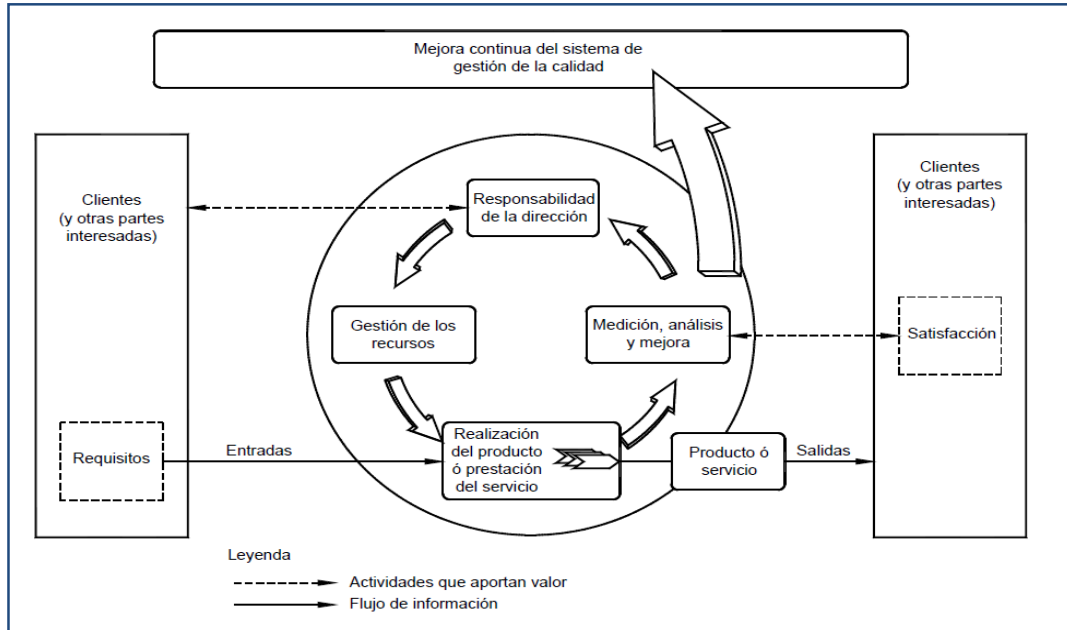 Mejora continua del sistema de
gestión de la calidad
Clientes
(y otras partes
interesadas)
Responsabilidad
de la dirección
Clientes
(y otras partes
interesadas)
Gestión de los
recursos
Medición, análisis
y mejora
Satisfacción
Requisitos
Entradas
Realización
del producto
ó prestación
del servicio
Producto ó
servicio
Salidas
Leyenda
Actividades que aportan valor
Flujo de información